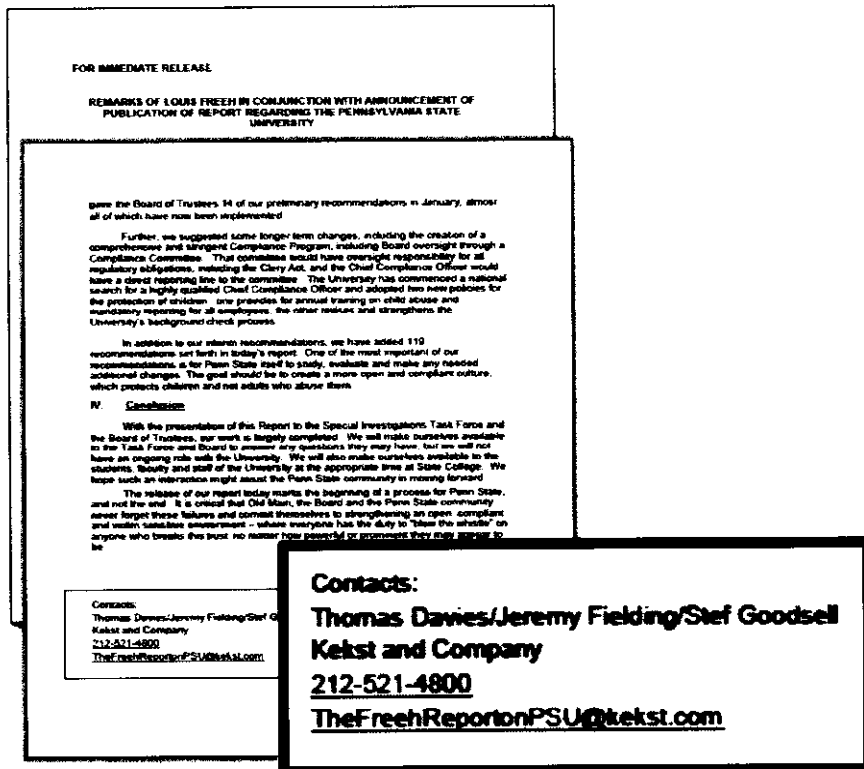 FOR IMMEDIATE RELEASE
REMARKS OF LOUIS FREEH IN CONJUNCTION WITH ANNOUNCEMENT OF
PUBLICATION OF REPORT REGARDING THE PENNSYLVANIA STATE
UNIVERSITY
gave the Board of Trustees 14 of our preliminary recommendations in January, almost
all of which have now been implemented
Further, we suggested some longer term changes, including the creation of a
comprehensive and stringent Compliance Program, including Board oversight through a
Compliance Committee. That committee would have oversight responsibility for all
regulatory obligations, including the Clery Act, and the Chief Compliance Officer would
have a direct reporting line to the committee. The University has commenced a national
search for a highly qualified Chief Compliance Officer and adopted two new policies for
the protection of children: one provides for annual training on child abuse and
mandatory reporting for all employees; the other revises and strengthens the
University's background check process.
In addition to our interim recommendations, we have added 119
recommendations set forth in today's report. One of the most important of our
recommendations is for Penn State itself to study, evaluate and make any needed
additional changes. The goal should be to create a more open and compliant culture,
which protects children and not adults who abuse them.
IV. Conclusion
With the presentation of this Report to the Special Investigations Task Force and
the Board of Trustees, our work is largely completed. We will make ourselves available
to the Task Force and Board to answer any questions they may have, but we will not
have an ongoing role with the University. We will also make ourselves available to the
students, faculty and staff of the University at the appropriate time at State College. We
hope such an interaction might assist the Penn State community in moving forward.
The release of our report today marks the beginning of a process for Penn State,
and not the end. It is critical that Old Main, the Board and the Penn State community
never forget these failures and commit themselves to strengthening an open, compliant
and victim sensitive environment – where everyone has the duty to "blow the whistle" on
anyone who breaks this trust no matter how powerful or prominent they may appear to
be
Contacts:
Thomas Davies/Jeremy Fielding/Stef G
Kekst and Company
212-521-4800
TheFreehReportonPSU@kekst.com
Contacts:
Thomas Davies/Jeremy Fielding/Stef Goodsell
Kekst and Company
212-521-4800
TheFreehReportonPSU@kekst.com